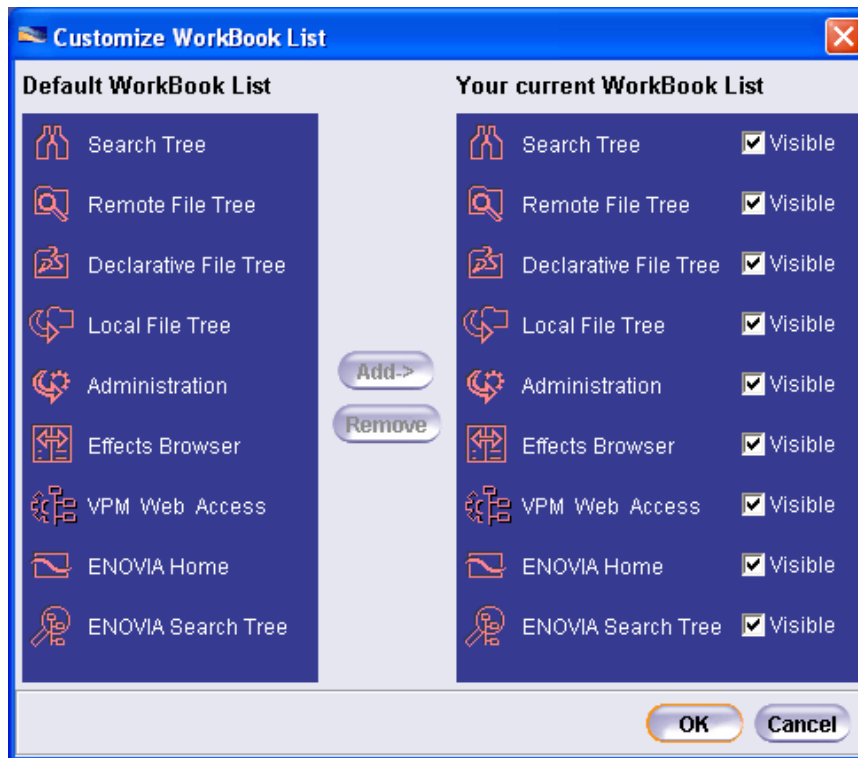 Customize WorkBook List
Default WorkBook List
Your current WorkBook List
Search Tree
Remote File Tree
Declarative File Tree
Local File Tree
Administration
Effects Browser
VPM Web Access
ENOVIA Home
ENOVIA Search Tree
Add->
Remove
Search Tree Visible
Remote File Tree Visible
Declarative File Tree Visible
Local File Tree Visible
Administration Visible
Effects Browser Visible
VPM Web Access Visible
ENOVIA Home Visible
ENOVIA Search Tree Visible
OK Cancel